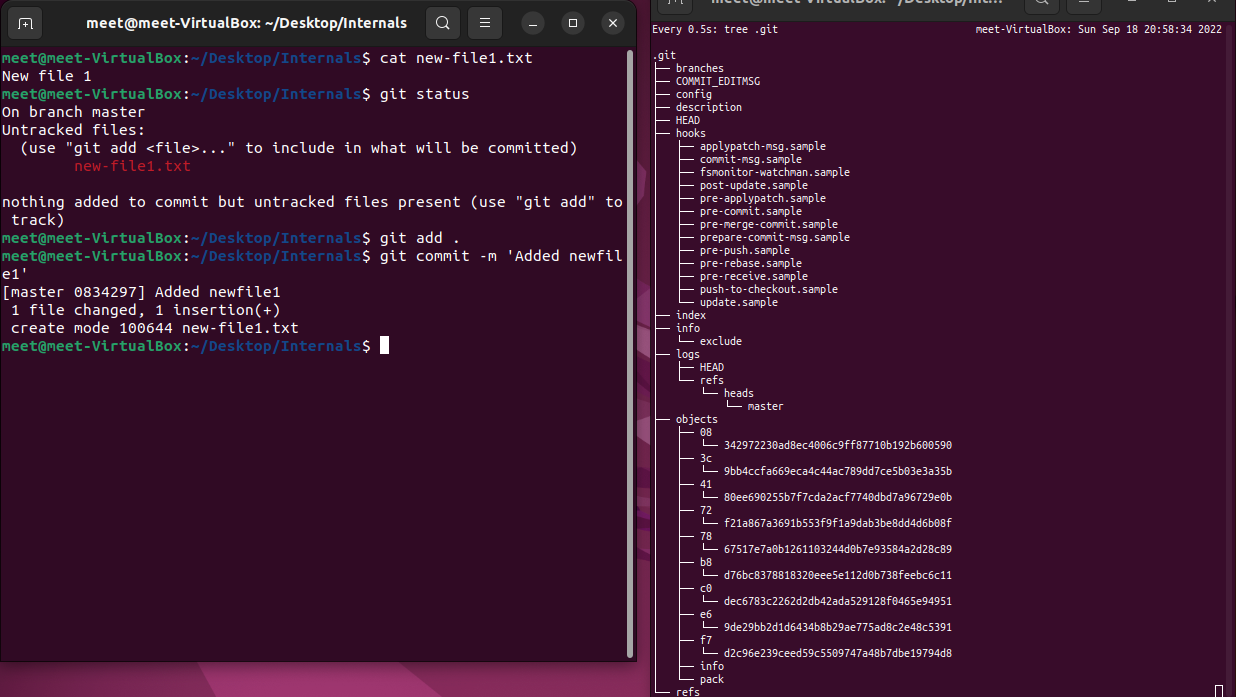 meet@meet-VirtualBox: ~/Desktop/Internals
meet@meet-VirtualBox:~/Desktop/Internals$ cat new-file1.txt
New file 1
meet@meet-VirtualBox:~/Desktop/Internals$ git status
On branch master
Untracked files:
  (use "git add <file>..." to include in what will be committed)
        new-file1.txt
nothing added to commit but untracked files present (use "git add" to
 track)
meet@meet-VirtualBox:~/Desktop/Internals$ git add .
meet@meet-VirtualBox:~/Desktop/Internals$ git commit -m 'Added newfil
e1'
[master 0834297] Added newfile1
 1 file changed, 1 insertion(+)
 create mode 100644 new-file1.txt
meet@meet-VirtualBox:~/Desktop/Internals$
meet@meet-VirtualBox: ~/Desktop/Int...
Every 0.5s: tree .git
meet-VirtualBox: Sun Sep 18 20:58:34 2022
.git
├── branches
├── COMMIT_EDITMSG
├── config
├── description
├── HEAD
├── hooks
│   ├── applypatch-msg.sample
│   ├── commit-msg.sample
│   ├── fsmonitor-watchman.sample
│   ├── post-update.sample
│   ├── pre-applypatch.sample
│   ├── pre-commit.sample
│   ├── pre-merge-commit.sample
│   ├── prepare-commit-msg.sample
│   ├── pre-push.sample
│   ├── pre-rebase.sample
│   ├── pre-receive.sample
│   ├── push-to-checkout.sample
│   └── update.sample
├── index
├── info
│   └── exclude
├── logs
│   ├── HEAD
│   └── refs
│       └── heads
│           └── master
├── objects
│   ├── 08
│   │   └── 342972230ad8ec4006c9ff87710b192b600590
│   ├── 3c
│   │   └── 9bb4ccfa669eca4c44ac789dd7ce5b03e3a35b
│   ├── 41
│   │   └── 80ee690255b7f7cda2acf7740dbd7a96729e0b
│   ├── 72
│   │   └── f21a867a3691b553f9f1a9dab3be8dd4d6b08f
│   ├── 78
│   │   └── 67517e7a0b1261103244d0b7e93584a2d28c89
│   ├── b8
│   │   └── d76bc8378818320eee5e112d0b738feebc6c11
│   ├── c0
│   │   └── dec6783c2262d2db42ada529128f0465e94951
│   ├── e6
│   │   └── 9de29bb2d1d6434b8b29ae775ad8c2e48c5391
│   ├── f7
│   │   └── d2c96e239ceed59c5509747a48b7dbe19794d8
│   ├── info
│   └── pack
└── refs